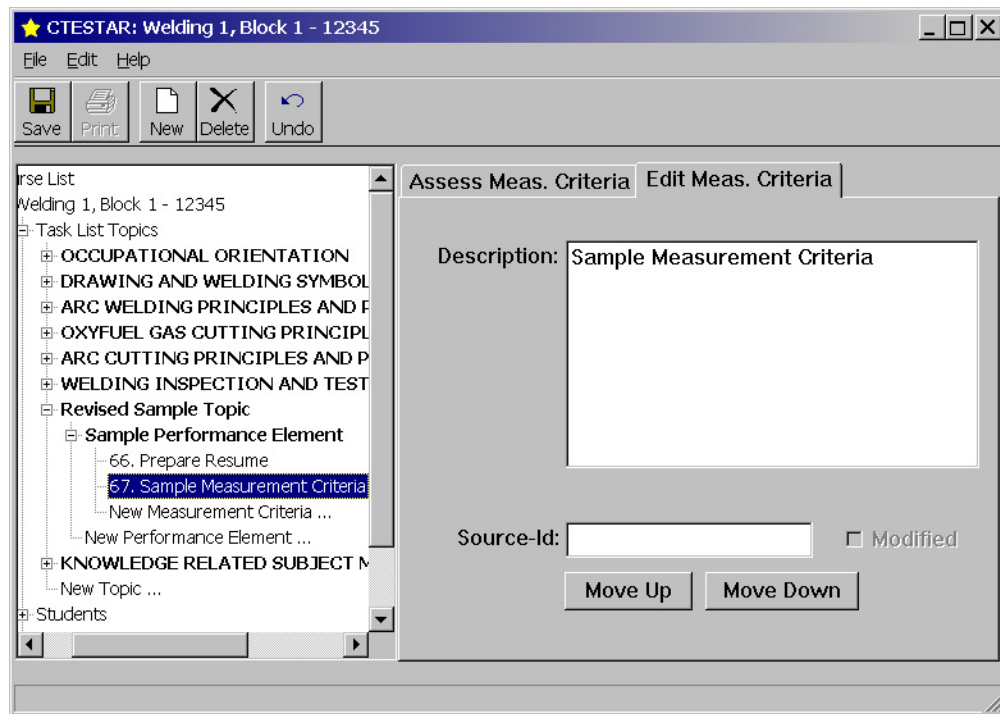 CTESTAR: Welding 1, Block 1 - 12345
File Edit Help
Save Print New Delete Undo
rse List
Welding 1, Block 1 - 12345
Task List Topics
OCCUPATIONAL ORIENTATION
DRAWING AND WELDING SYMBOL
ARC WELDING PRINCIPLES AND P
OXYFUEL GAS CUTTING PRINCIPL
ARC CUTTING PRINCIPLES AND P
WELDING INSPECTION AND TEST
Revised Sample Topic
Sample Performance Element
66. Prepare Resume
67. Sample Measurement Criteria
New Measurement Criteria ...
New Performance Element ...
KNOWLEDGE RELATED SUBJECT M
New Topic ...
Students
Assess Meas. Criteria Edit Meas. Criteria
Description: Sample Measurement Criteria
Source-Id: Modified
Move Up Move Down